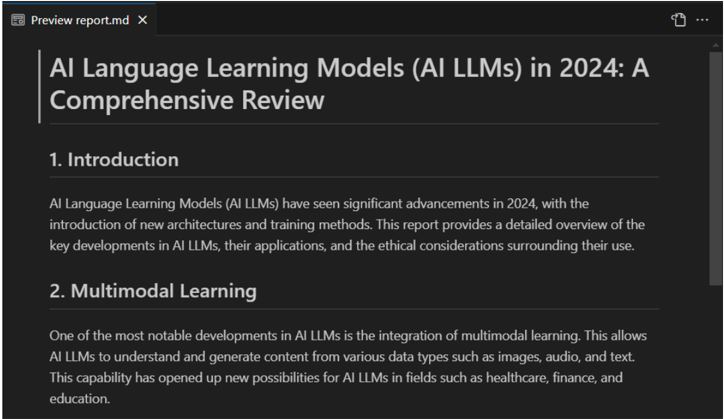 Preview report.md
AI Language Learning Models (AI LLMs) in 2024: A
Comprehensive Review
1. Introduction
AI Language Learning Models (AI LLMs) have seen significant advancements in 2024, with the
introduction of new architectures and training methods. This report provides a detailed overview of the
key developments in AI LLMs, their applications, and the ethical considerations surrounding their use.
2. Multimodal Learning
One of the most notable developments in AI LLMs is the integration of multimodal learning. This allows
AI LLMs to understand and generate content from various data types such as images, audio, and text.
This capability has opened up new possibilities for AI LLMs in fields such as healthcare, finance, and
education.